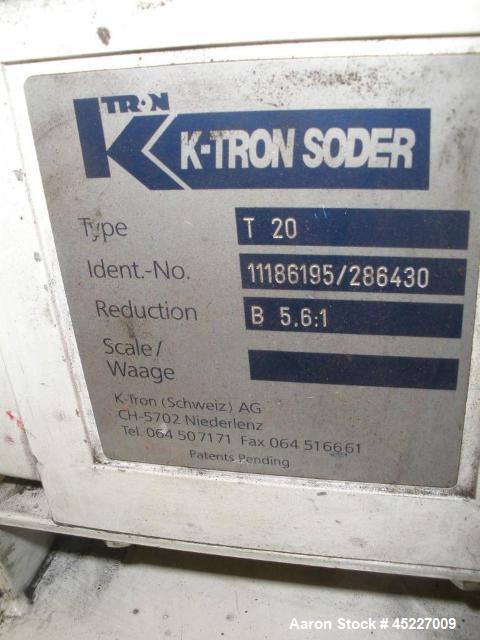 K-TRON
K-TRON SODER
Type T 20
Ident.-No. 11186195/286430
Reduction B 5,6:1
Scale/
Waage
K-Tron (Schweiz) AG
CH-5702 Niederlenz
Tel. 064 507171 Fax 064 516661
Patents Pending
Aaron Stock # 45227009